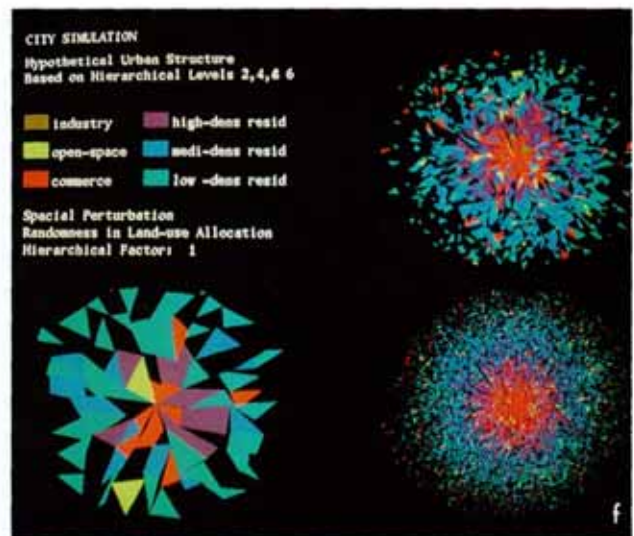 CITY SIMULATION
Hypothetical Urban Structure
Based on Hierarchical Levels 2,4,& 6
industry
high-dens resid
open-space
medi-dens resid
commerce
low -dens resid
Spacial Perturbation
Randomness in Land-use Allocation
Hierarchical Factor: 1
f